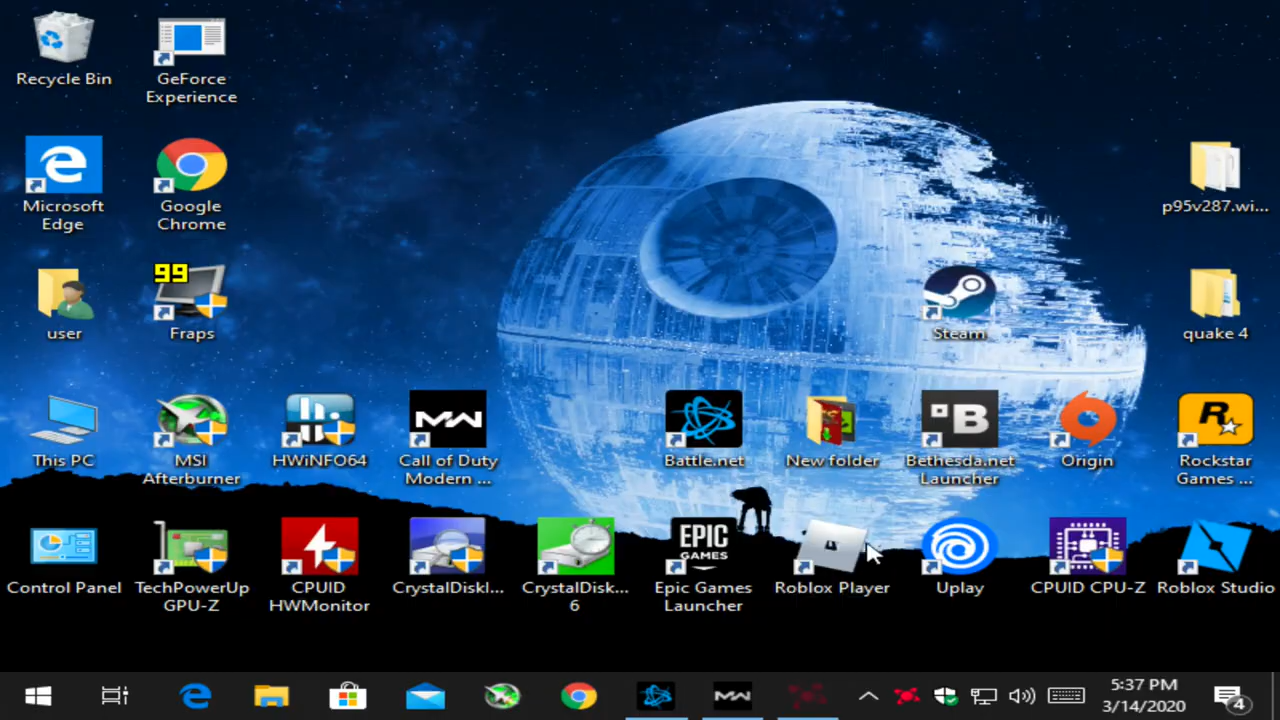 Recycle Bin
GeForce
Experience
Microsoft
Edge
Google
Chrome
p95v287.wi...
user
99
Fraps
Steam
quake 4
This PC
MSI
Afterburner
HWiNFO64
MW
Call of Duty
Modern ...
Battle.net
New folder
B
Bethesda.net
Launcher
Origin
R
Rockstar
Games ...
Control Panel
TechPowerUp
GPU-Z
CPUID
HWMonitor
CrystalDiskI...
CrystalDisk...
6
EPIC
GAMES
Epic Games
Launcher
Roblox Player
Uplay
CPUID CPU-Z
Roblox Studio
MW
5:37 PM
3/14/2020
4